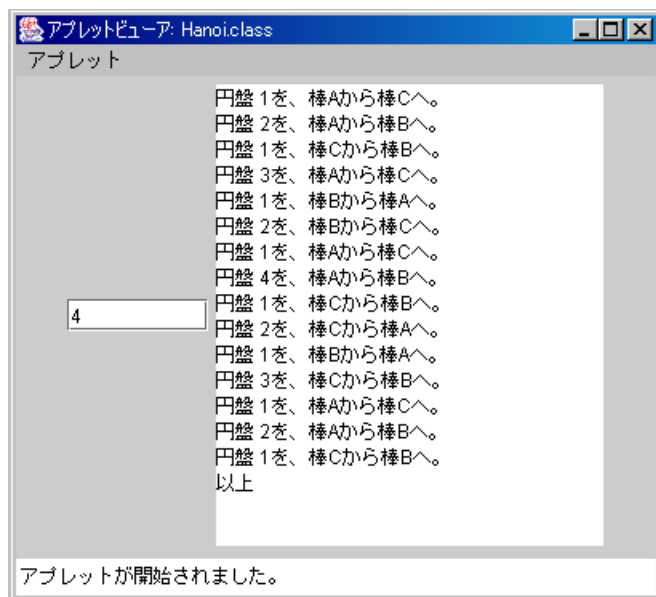 アプレットビューア: Hanoi.class
アプレット
円盤 1を、棒Aから棒Cへ。
円盤 2を、棒Aから棒Bへ。
円盤 1を、棒Cから棒Bへ。
円盤 3を、棒Aから棒Cへ。
円盤 1を、棒Bから棒Aへ。
円盤 2を、棒Bから棒Cへ。
円盤 1を、棒Aから棒Cへ。
円盤 4を、棒Aから棒Bへ。
円盤 1を、棒Cから棒Bへ。
円盤 2を、棒Cから棒Aへ。
円盤 1を、棒Bから棒Aへ。
円盤 3を、棒Cから棒Bへ。
円盤 1を、棒Aから棒Cへ。
円盤 2を、棒Aから棒Bへ。
円盤 1を、棒Cから棒Bへ。
以上
4
アプレットが開始されました。